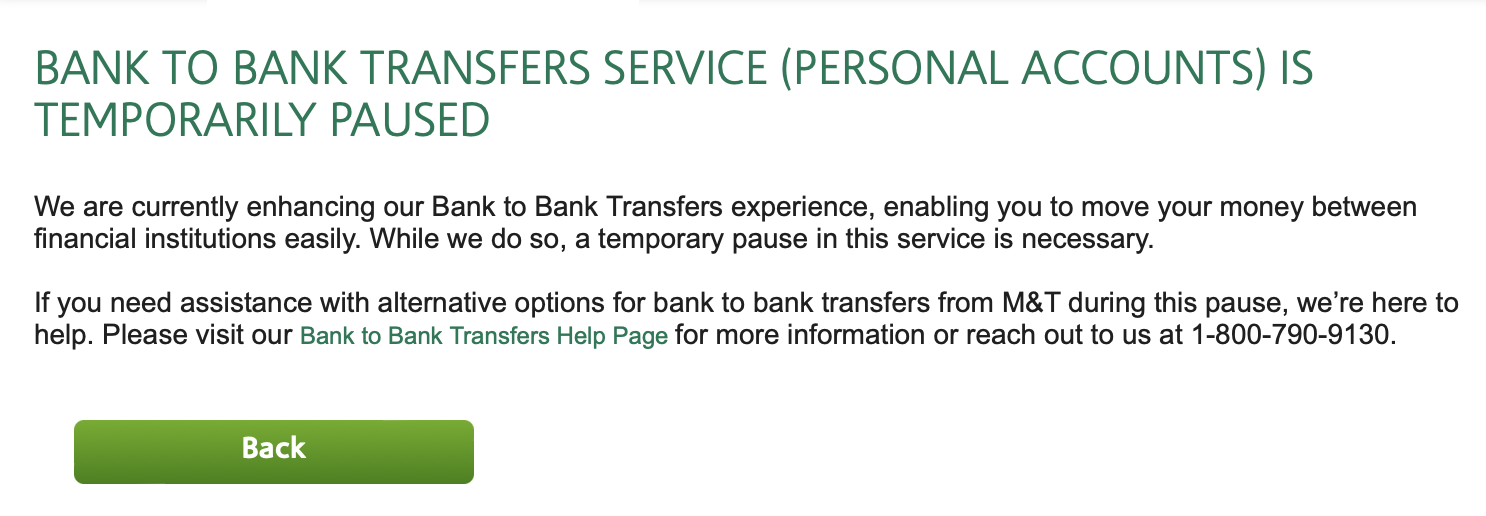 BANK TO BANK TRANSFERS SERVICE (PERSONAL ACCOUNTS) IS
TEMPORARILY PAUSED
We are currently enhancing our Bank to Bank Transfers experience, enabling you to move your money between
financial institutions easily. While we do so, a temporary pause in this service is necessary.
If you need assistance with alternative options for bank to bank transfers from M&T during this pause, we’re here to
help. Please visit our Bank to Bank Transfers Help Page for more information or reach out to us at 1-800-790-9130.
Back